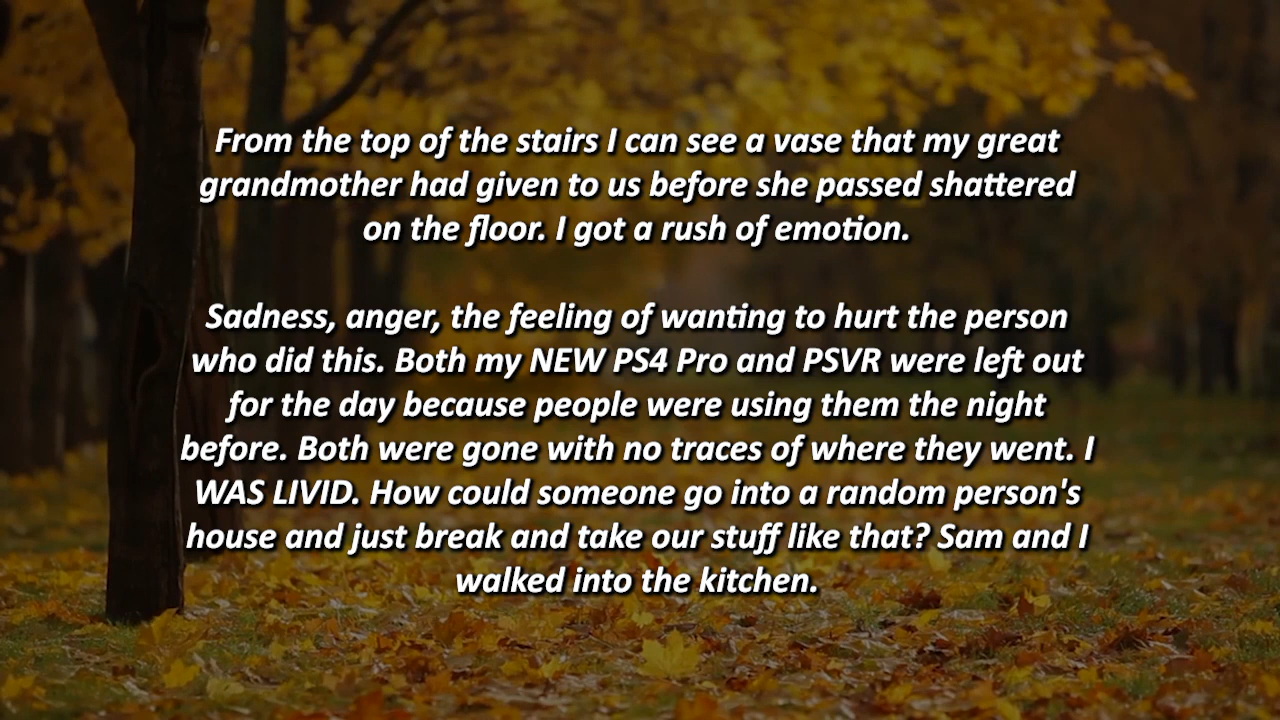 From the top of the stairs I can see a vase that my great
grandmother had given to us before she passed shattered
on the floor. I got a rush of emotion.
Sadness, anger, the feeling of wanting to hurt the person
who did this. Both my NEW PS4 Pro and PSVR were left out
for the day because people were using them the night
before. Both were gone with no traces of where they went. I
WAS LIVID. How could someone go into a random person's
house and just break and take our stuff like that? Sam and I
walked into the kitchen.